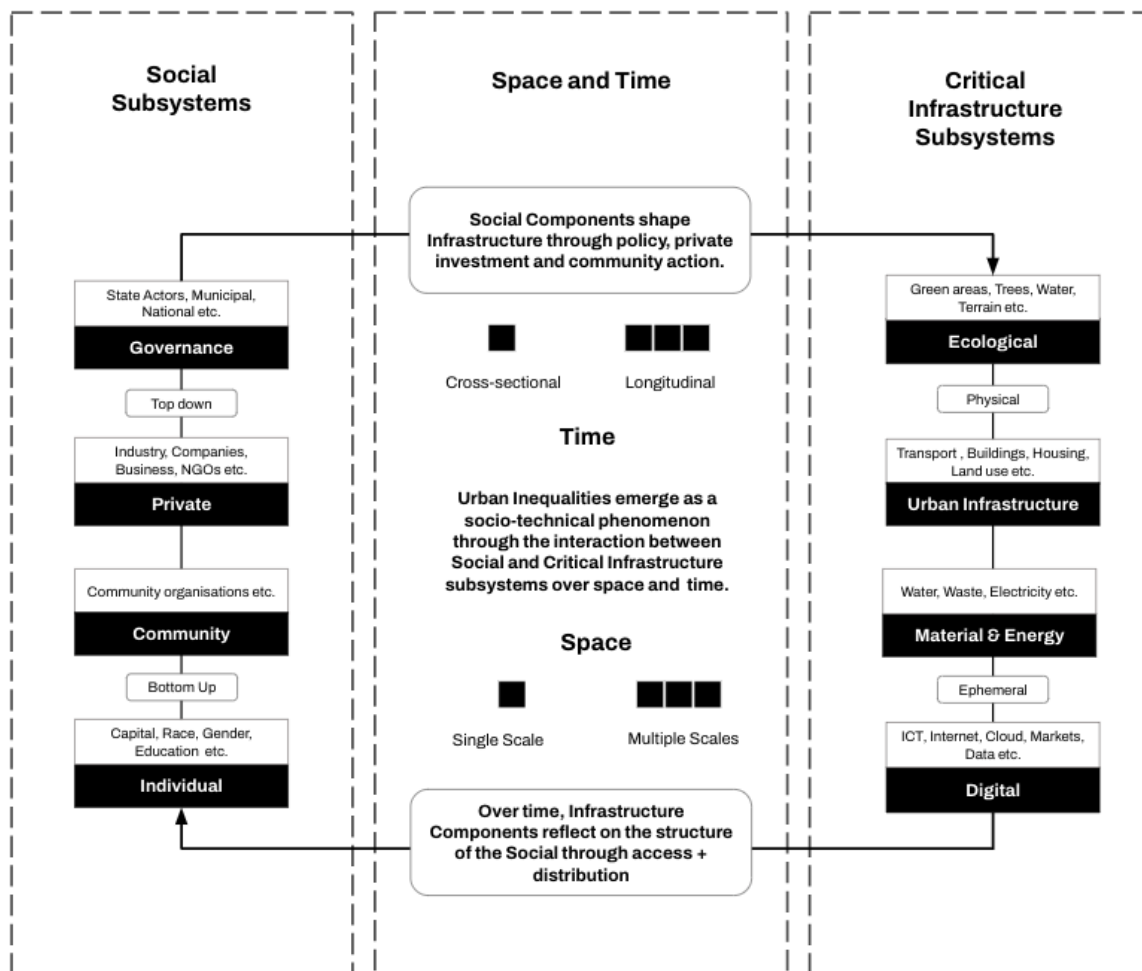 Social
Subsystems
State Actors, Municipal,
National etc.
Governance
Top down
Industry, Companies,
Business, NGOs etc.
Private
Community organisations etc.
Community
Bottom Up
Capital, Race, Gender,
Education etc.
Individual
Space and Time
Social Components shape
Infrastructure through policy, private
investment and community action.
Cross-sectional
Longitudinal
Time
Urban Inequalities emerge as a
socio-technical phenomenon
through the interaction between
Social and Critical Infrastructure
subsystems over space and time.
Space
Single Scale
Multiple Scales
Over time, Infrastructure
Components reflect on the structure
of the Social through access +
distribution
Critical
Infrastructure
Subsystems
Green areas, Trees, Water,
Terrain etc.
Ecological
Physical
Transport , Buildings, Housing,
Land use etc.
Urban Infrastructure
Water, Waste, Electricity etc.
Material & Energy
Ephemeral
ICT, Internet, Cloud, Markets,
Data etc.
Digital